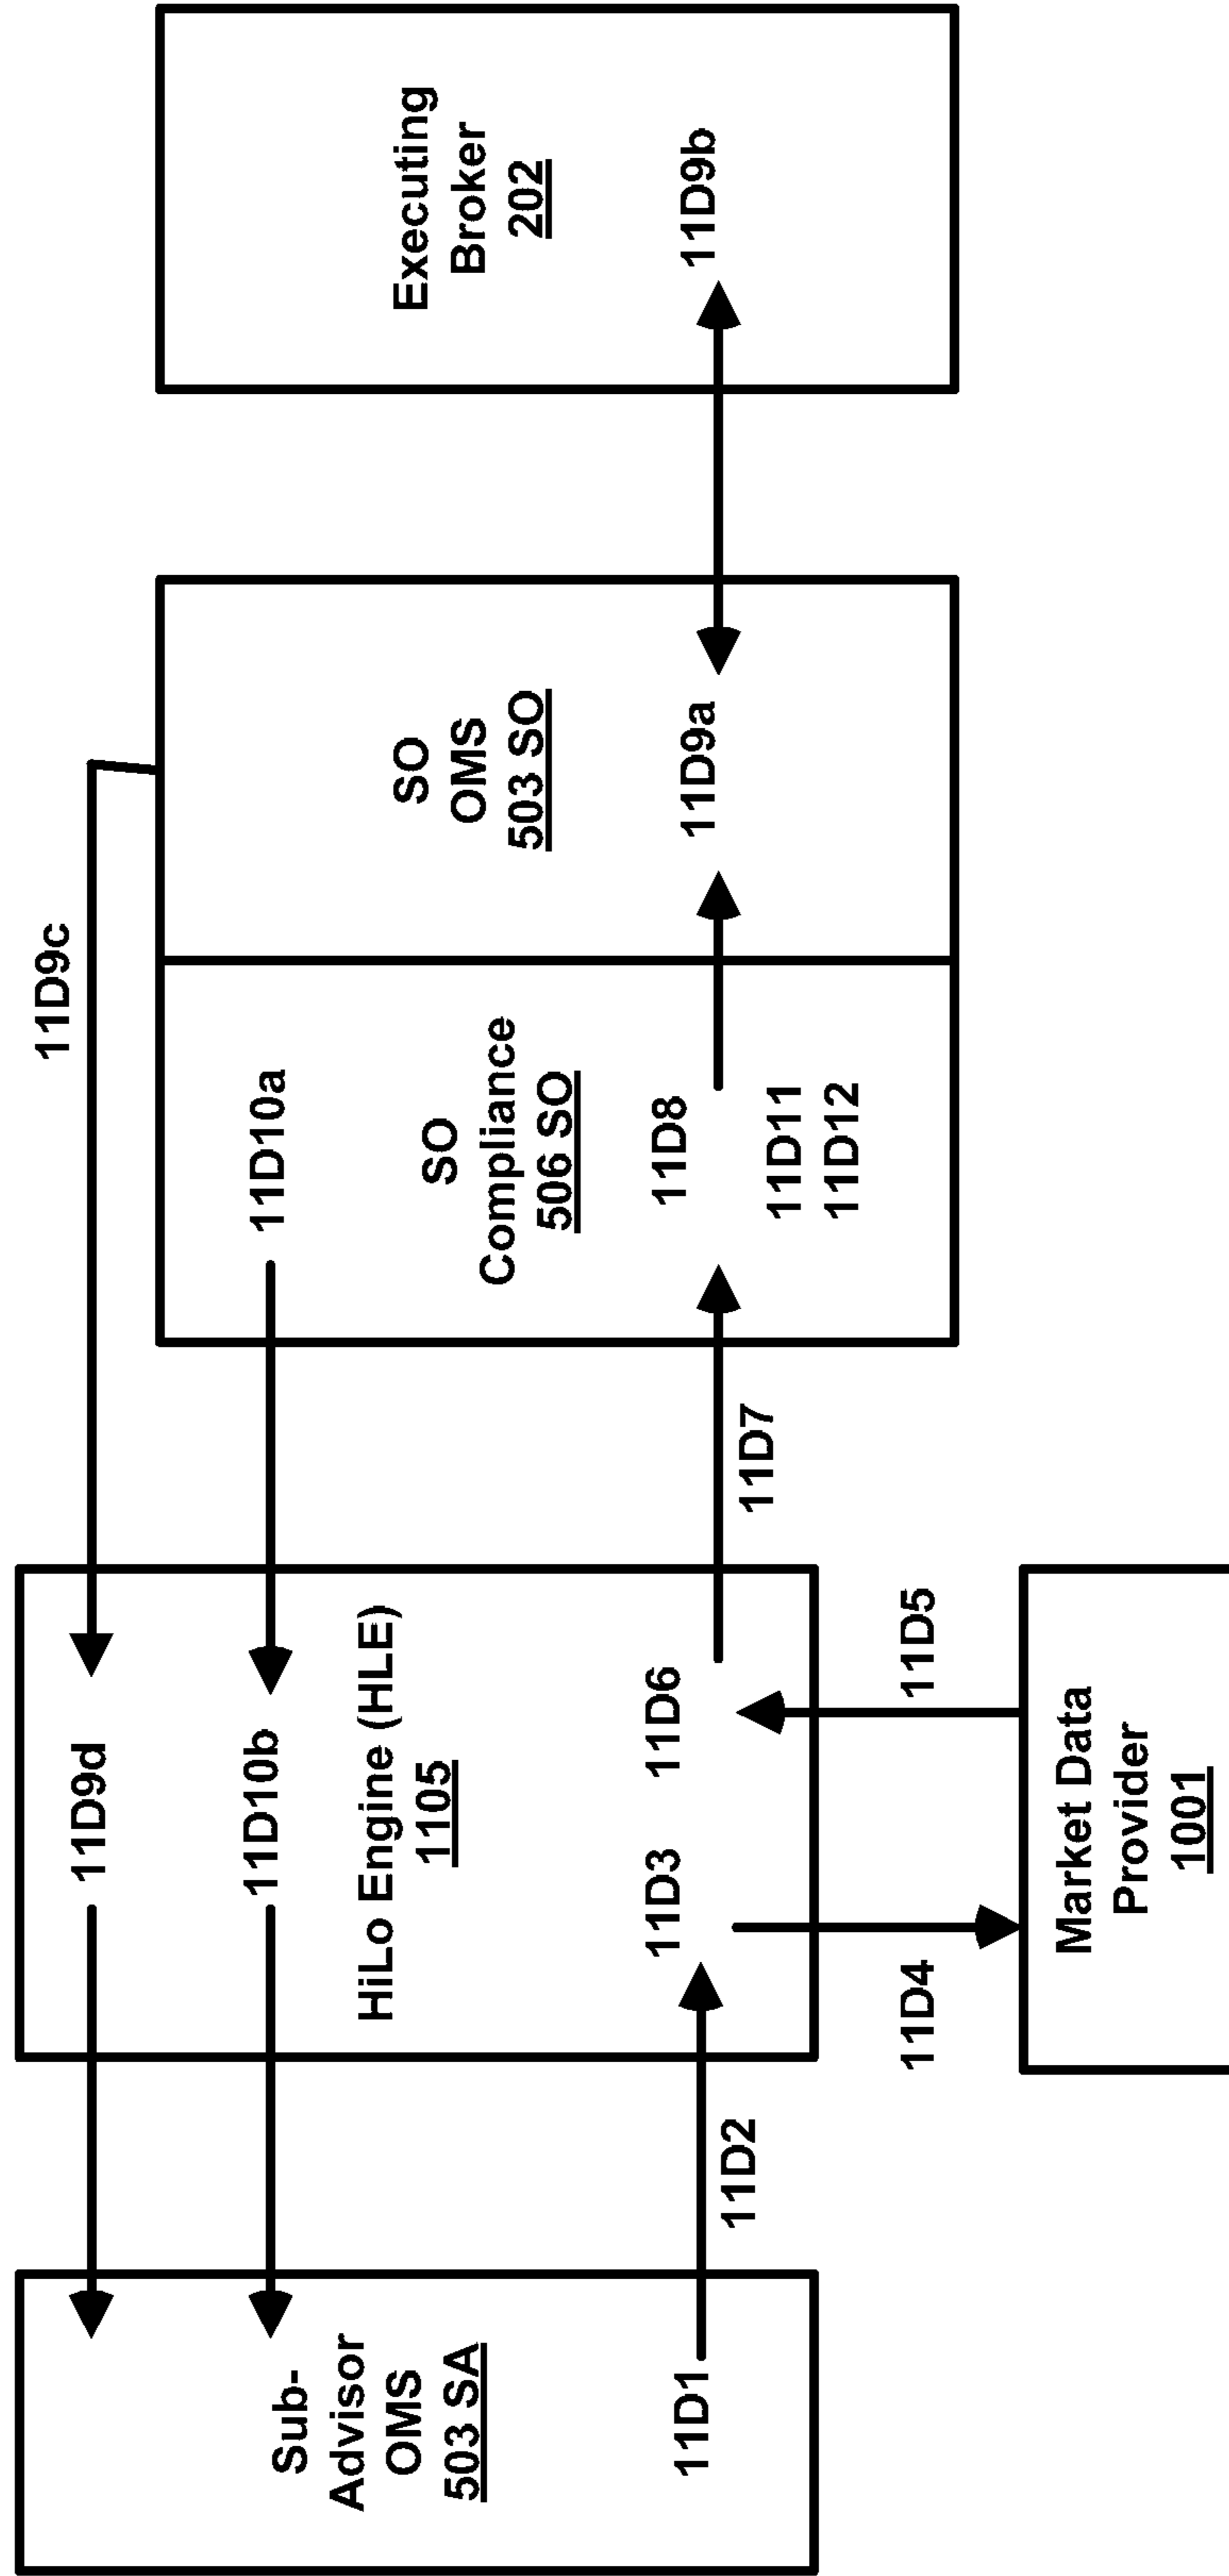 11D9c
Sub-
Advisor
OMS
503 SA
11D1
11D2
11D9d
11D10b
HiLo Engine (HLE)
1105
11D3
11D6
11D4
11D5
Market Data
Provider
1001
11D7
11D10a
SO
Compliance
506 SO
11D8
11D11
11D12
SO
OMS
503 SO
11D9a
Executing
Broker
202
11D9b